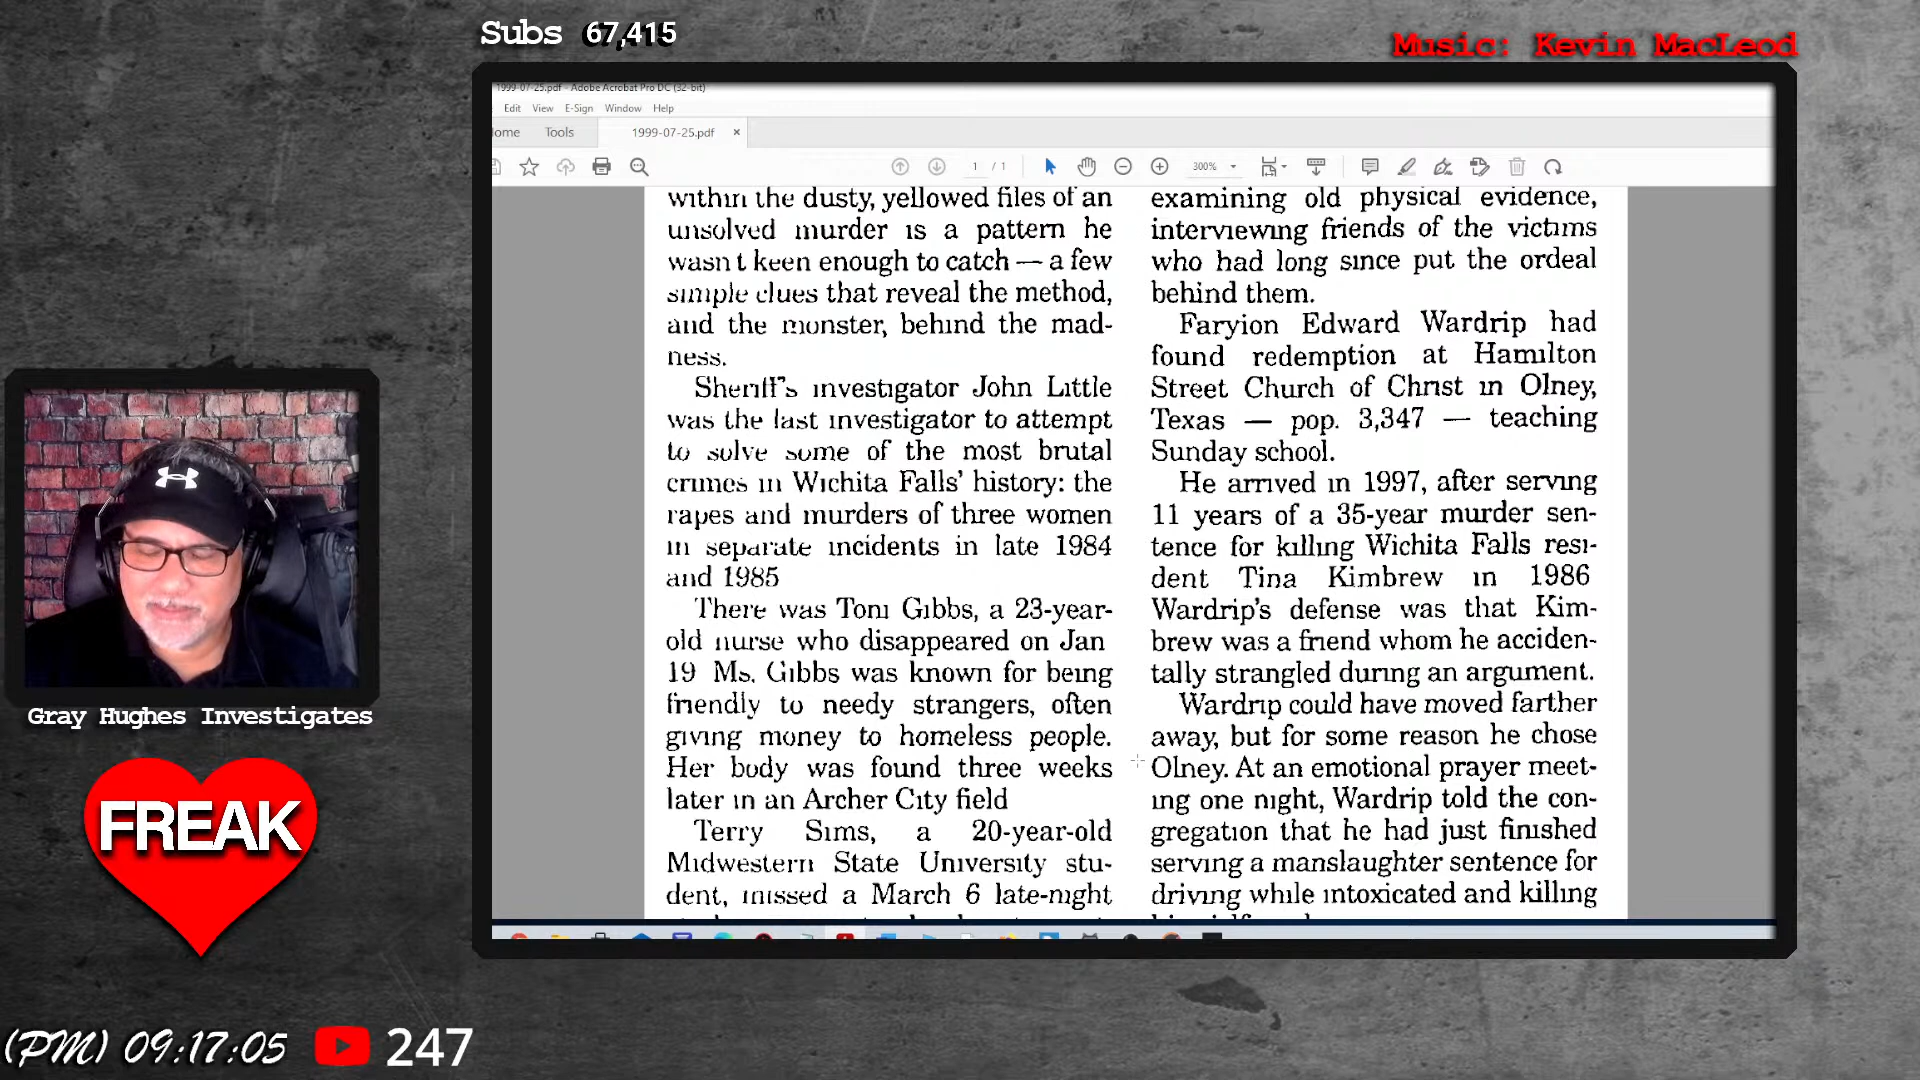 Subs 67,415
Music: Kevin MacLeod
1999-07-25.pdf - Adobe Acrobat Pro DC (32-bit)
Edit View E-Sign Window Help
ome Tools 1999-07-25.pdf ×
1 / 1 300%
within the dusty, yellowed files of an
unsolved murder is a pattern he
wasn t keen enough to catch — a few
simple clues that reveal the method,
and the monster, behind the mad-
ness.
Sheriff's investigator John Little
was the last investigator to attempt
to solve some of the most brutal
crimes in Wichita Falls' history: the
rapes and murders of three women
in separate incidents in late 1984
and 1985
There was Toni Gibbs, a 23-year-
old nurse who disappeared on Jan
19 Ms. Gibbs was known for being
friendly to needy strangers, often
giving money to homeless people.
Her body was found three weeks
later in an Archer City field
Terry Sims, a 20-year-old
Midwestern State University stu-
dent, missed a March 6 late-night
examining old physical evidence,
interviewing friends of the victims
who had long since put the ordeal
behind them.
Faryion Edward Wardrip had
found redemption at Hamilton
Street Church of Christ in Olney,
Texas — pop. 3,347 — teaching
Sunday school.
He arrived in 1997, after serving
11 years of a 35-year murder sen-
tence for killing Wichita Falls resi-
dent Tina Kimbrew in 1986
Wardrip's defense was that Kim-
brew was a friend whom he acciden-
tally strangled during an argument.
Wardrip could have moved farther
away, but for some reason he chose
Olney. At an emotional prayer meet-
ing one night, Wardrip told the con-
gregation that he had just finished
serving a manslaughter sentence for
driving while intoxicated and killing
Gray Hughes Investigates
FREAK
(PM) 09:17:05 247